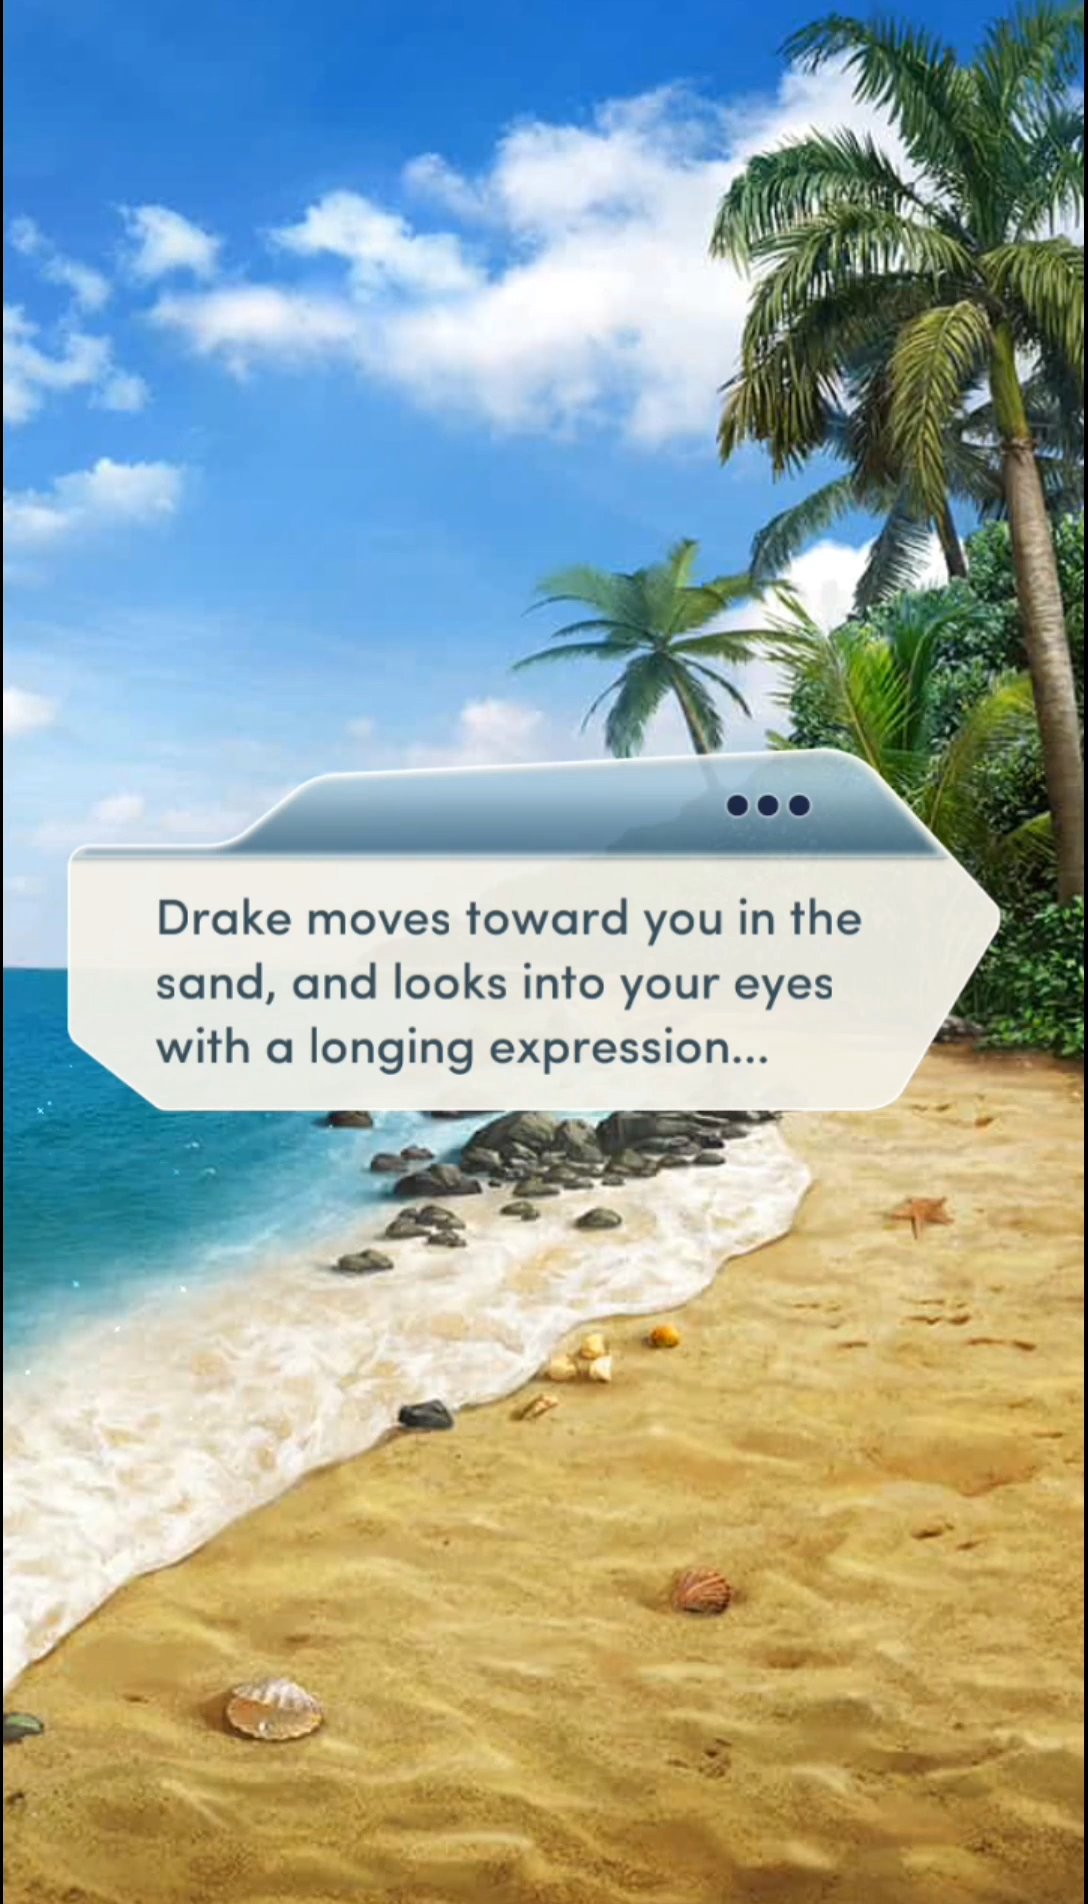 Drake moves toward you in the
sand, and looks into your eyes
with a longing expression...